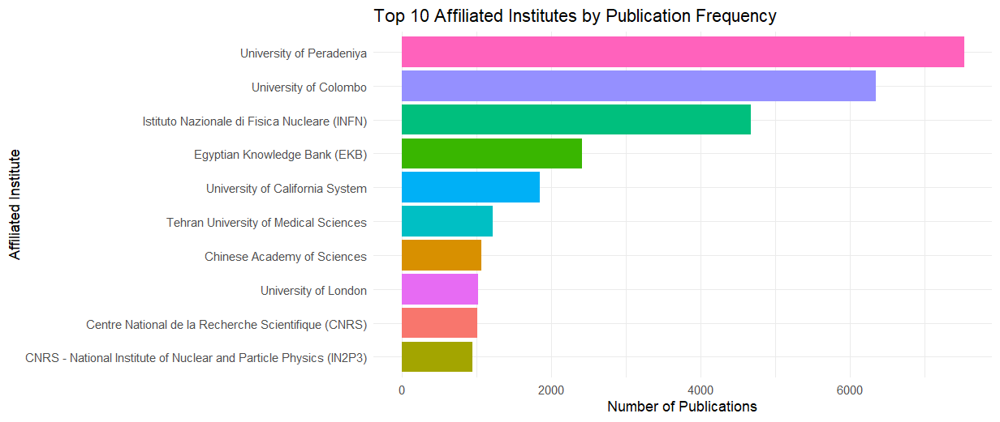 Top 10 Affiliated Institutes by Publication Frequency
Affiliated Institute
University of Peradeniya
University of Colombo
Istituto Nazionale di Fisica Nucleare (INFN)
Egyptian Knowledge Bank (EKB)
University of California System
Tehran University of Medical Sciences
Chinese Academy of Sciences
University of London
Centre National de la Recherche Scientifique (CNRS)
CNRS - National Institute of Nuclear and Particle Physics (IN2P3)
0 2000 4000 6000
Number of Publications